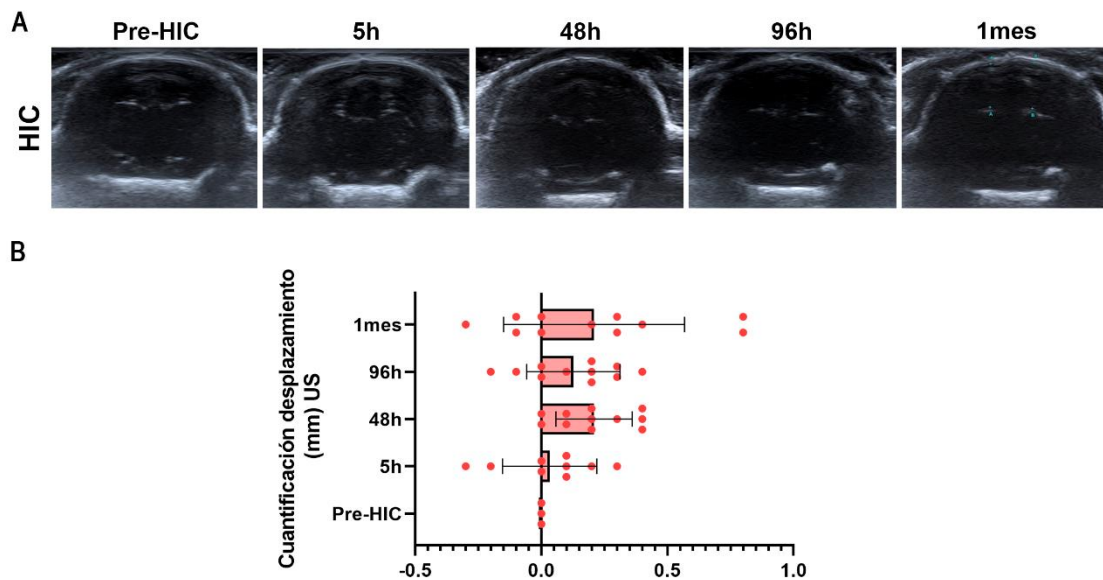 A
Pre-HIC
5h
48h
96h
1mes
HIC
B
Cuantificación desplazamiento
(mm) US
1mes
96h
48h
5h
Pre-HIC
-0.5
0.0
0.5
1.0